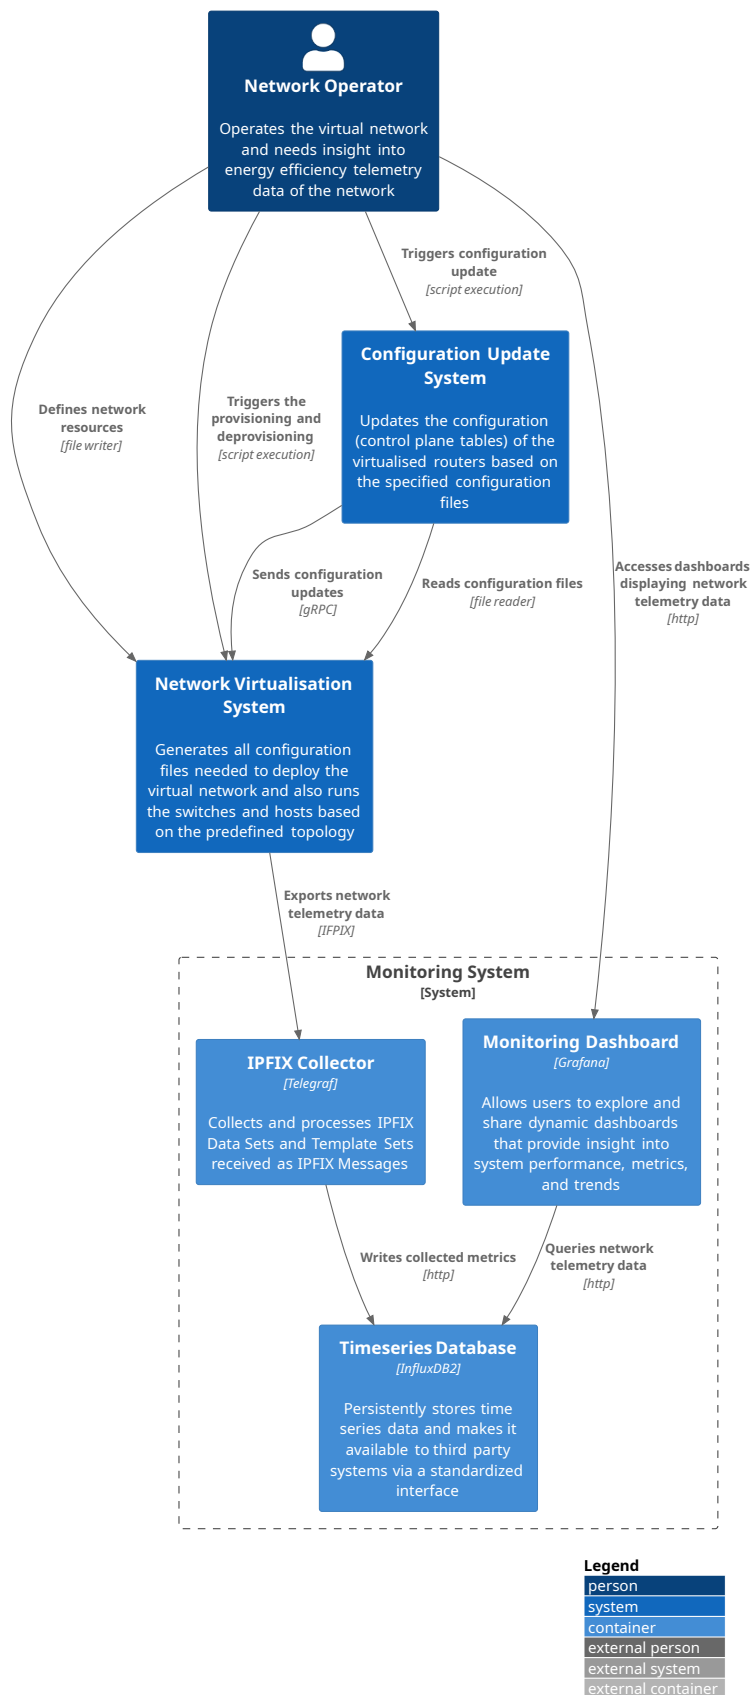 Network Operator
Operates the virtual network
and needs insight into
energy efficiency telemetry
data of the network
Triggers configuration
update
[script execution]
Configuration Update
System
Updates the configuration
(control plane tables) of the
virtualised routers based on
the specified configuration
files
Defines network
resources
[file writer]
Triggers the
provisioning and
deprovisioning
[script execution]
Accesses dashboards
displaying network
telemetry data
[http]
Sends configuration
updates
[gRPC]
Reads configuration files
[file reader]
Network Virtualisation
System
Generates all configuration
files needed to deploy the
virtual network and also runs
the switches and hosts based
on the predefined topology
Exports network
telemetry data
[IFPIX]
Monitoring System
[System]
IPFIX Collector
[Telegraf]
Collects and processes IPFIX
Data Sets and Template Sets
received as IPFIX Messages
Monitoring Dashboard
[Grafana]
Allows users to explore and
share dynamic dashboards
that provide insight into
system performance, metrics,
and trends
Writes collected metrics
[http]
Queries network
telemetry data
[http]
Timeseries Database
[InfluxDB2]
Persistently stores time
series data and makes it
available to third party
systems via a standardized
interface
Legend
person
system
container
external person
external system
external container